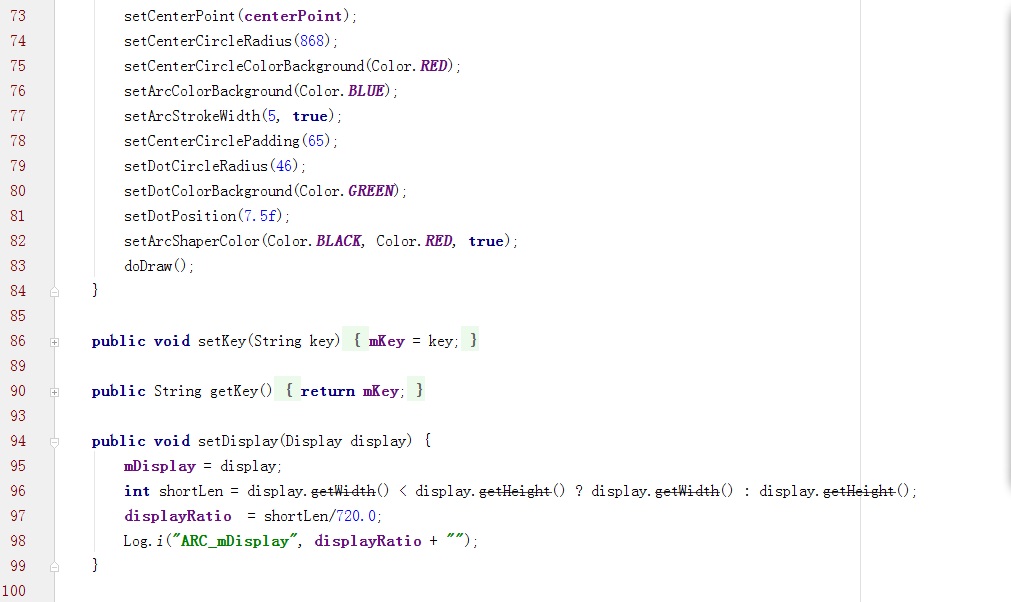 73 setCenterPoint(centerPoint);
74 setCenterCircleRadius(868);
75 setCenterCircleColorBackground(Color.RED);
76 setArcColorBackground(Color.BLUE);
77 setArcStrokeWidth(5, true);
78 setCenterCirclePadding(65);
79 setDotCircleRadius(46);
80 setDotColorBackground(Color.GREEN);
81 setDotPosition(7.5f);
82 setArcShaperColor(Color.BLACK, Color.RED, true);
83 doDraw();
84 }
85
86 public void setKey(String key) { mKey = key; }
89
90 public String getKey() { return mKey; }
93
94 public void setDisplay(Display display) {
95 mDisplay = display;
96 int shortLen = display.getWidth() < display.getHeight() ? display.getWidth() : display.getHeight();
97 displayRatio = shortLen/720.0;
98 Log.i("ARC_mDisplay", displayRatio + "");
99 }
100